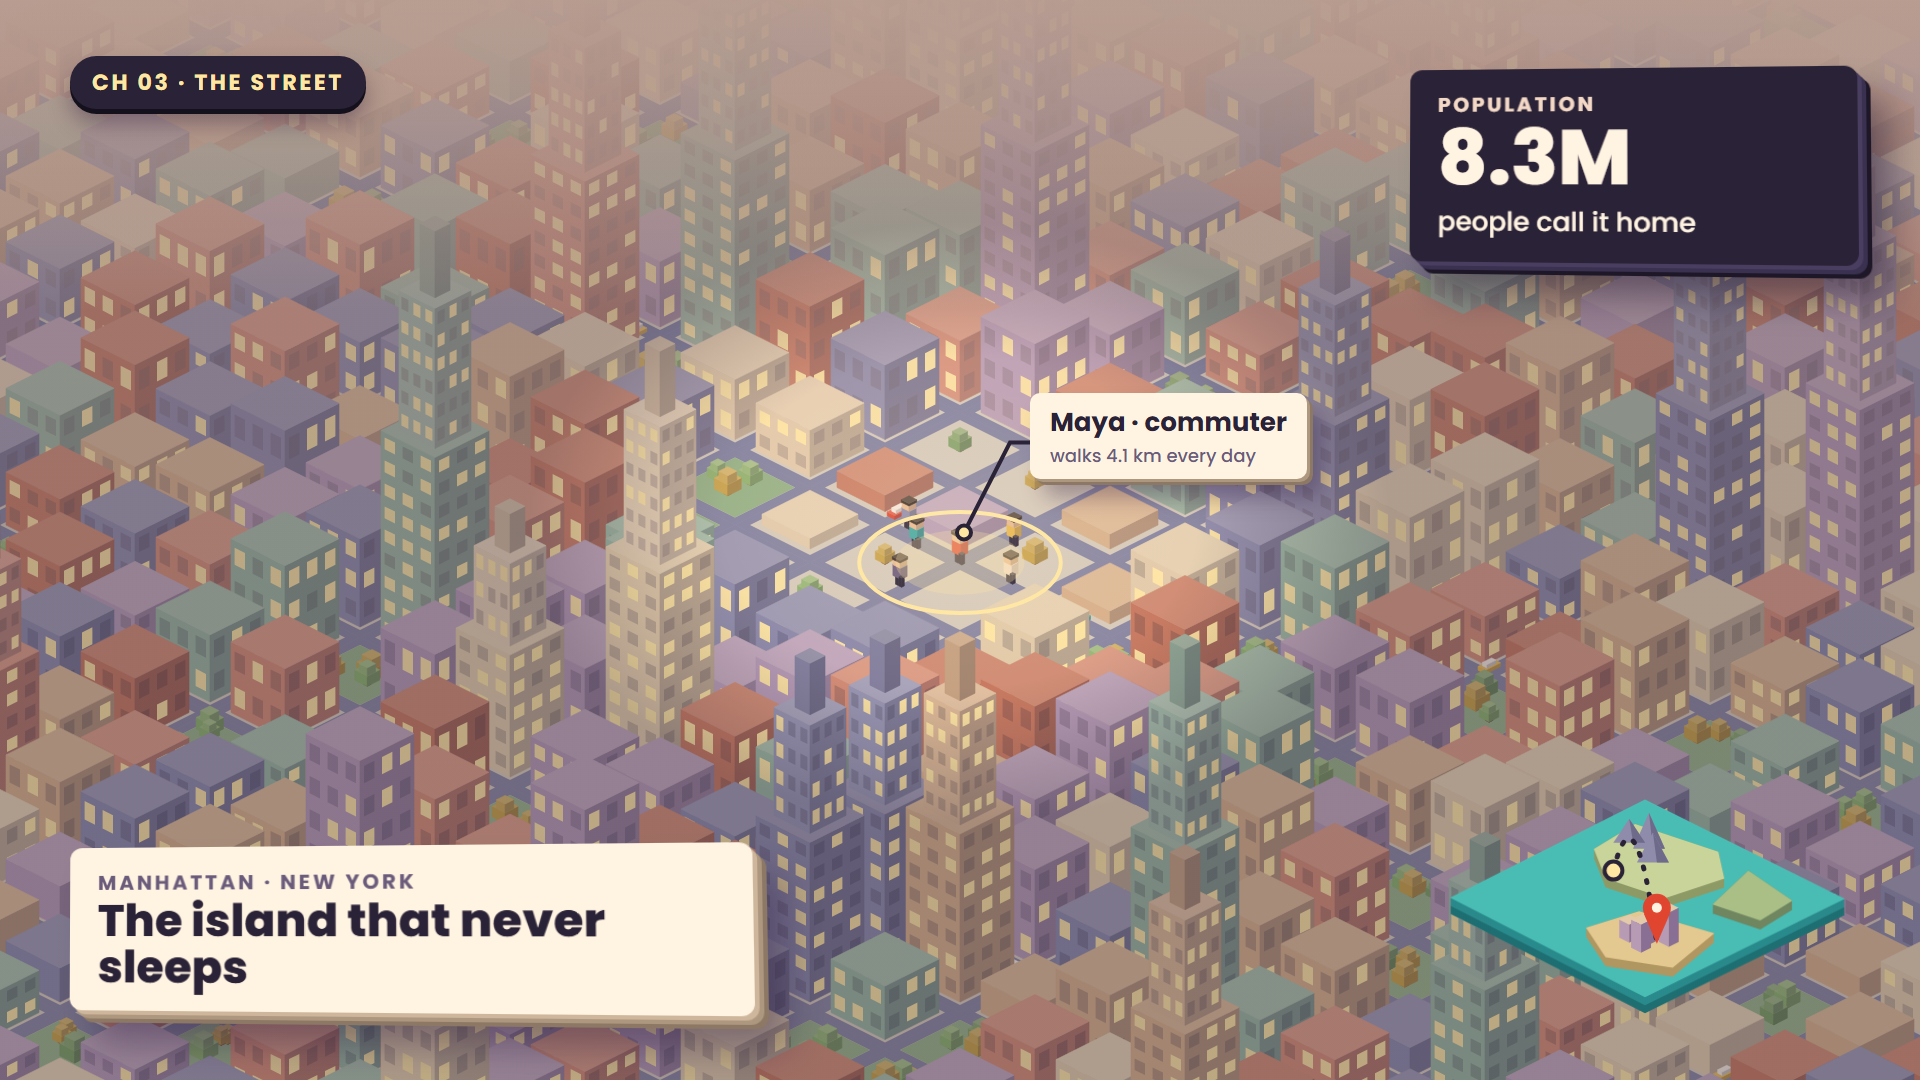 CH 03 · THE STREET
POPULATION
8.3M
people call it home
Maya · commuter
walks 4.1 km every day
MANHATTAN · NEW YORK
The island that never
sleeps